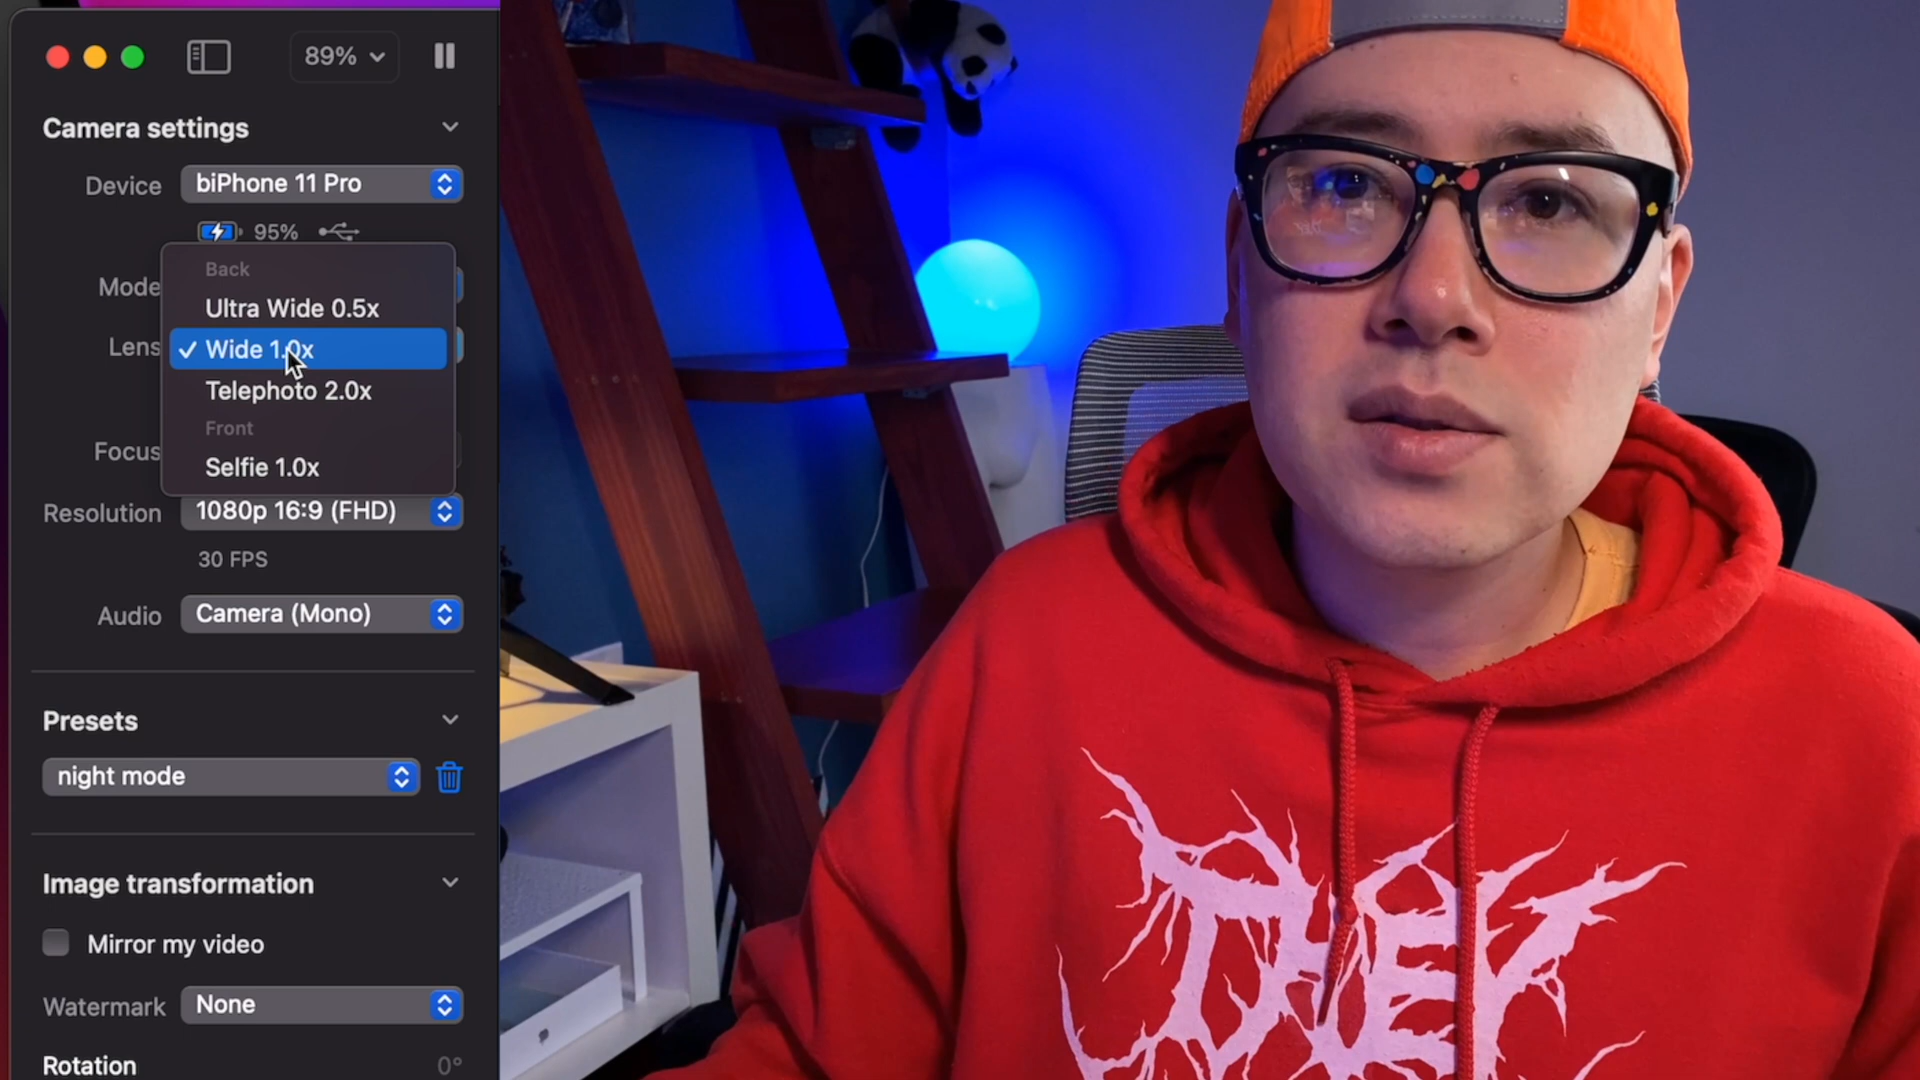 89%
Camera settings
Device biPhone 11 Pro
95%
Back
Mode
Ultra Wide 0.5x
Lens ✓ Wide 1.0x
Telephoto 2.0x
Front
Focus
Selfie 1.0x
Resolution 1080p 16:9 (FHD)
30 FPS
Audio Camera (Mono)
Presets
night mode
Image transformation
Mirror my video
Watermark None
Rotation 0°
THEY